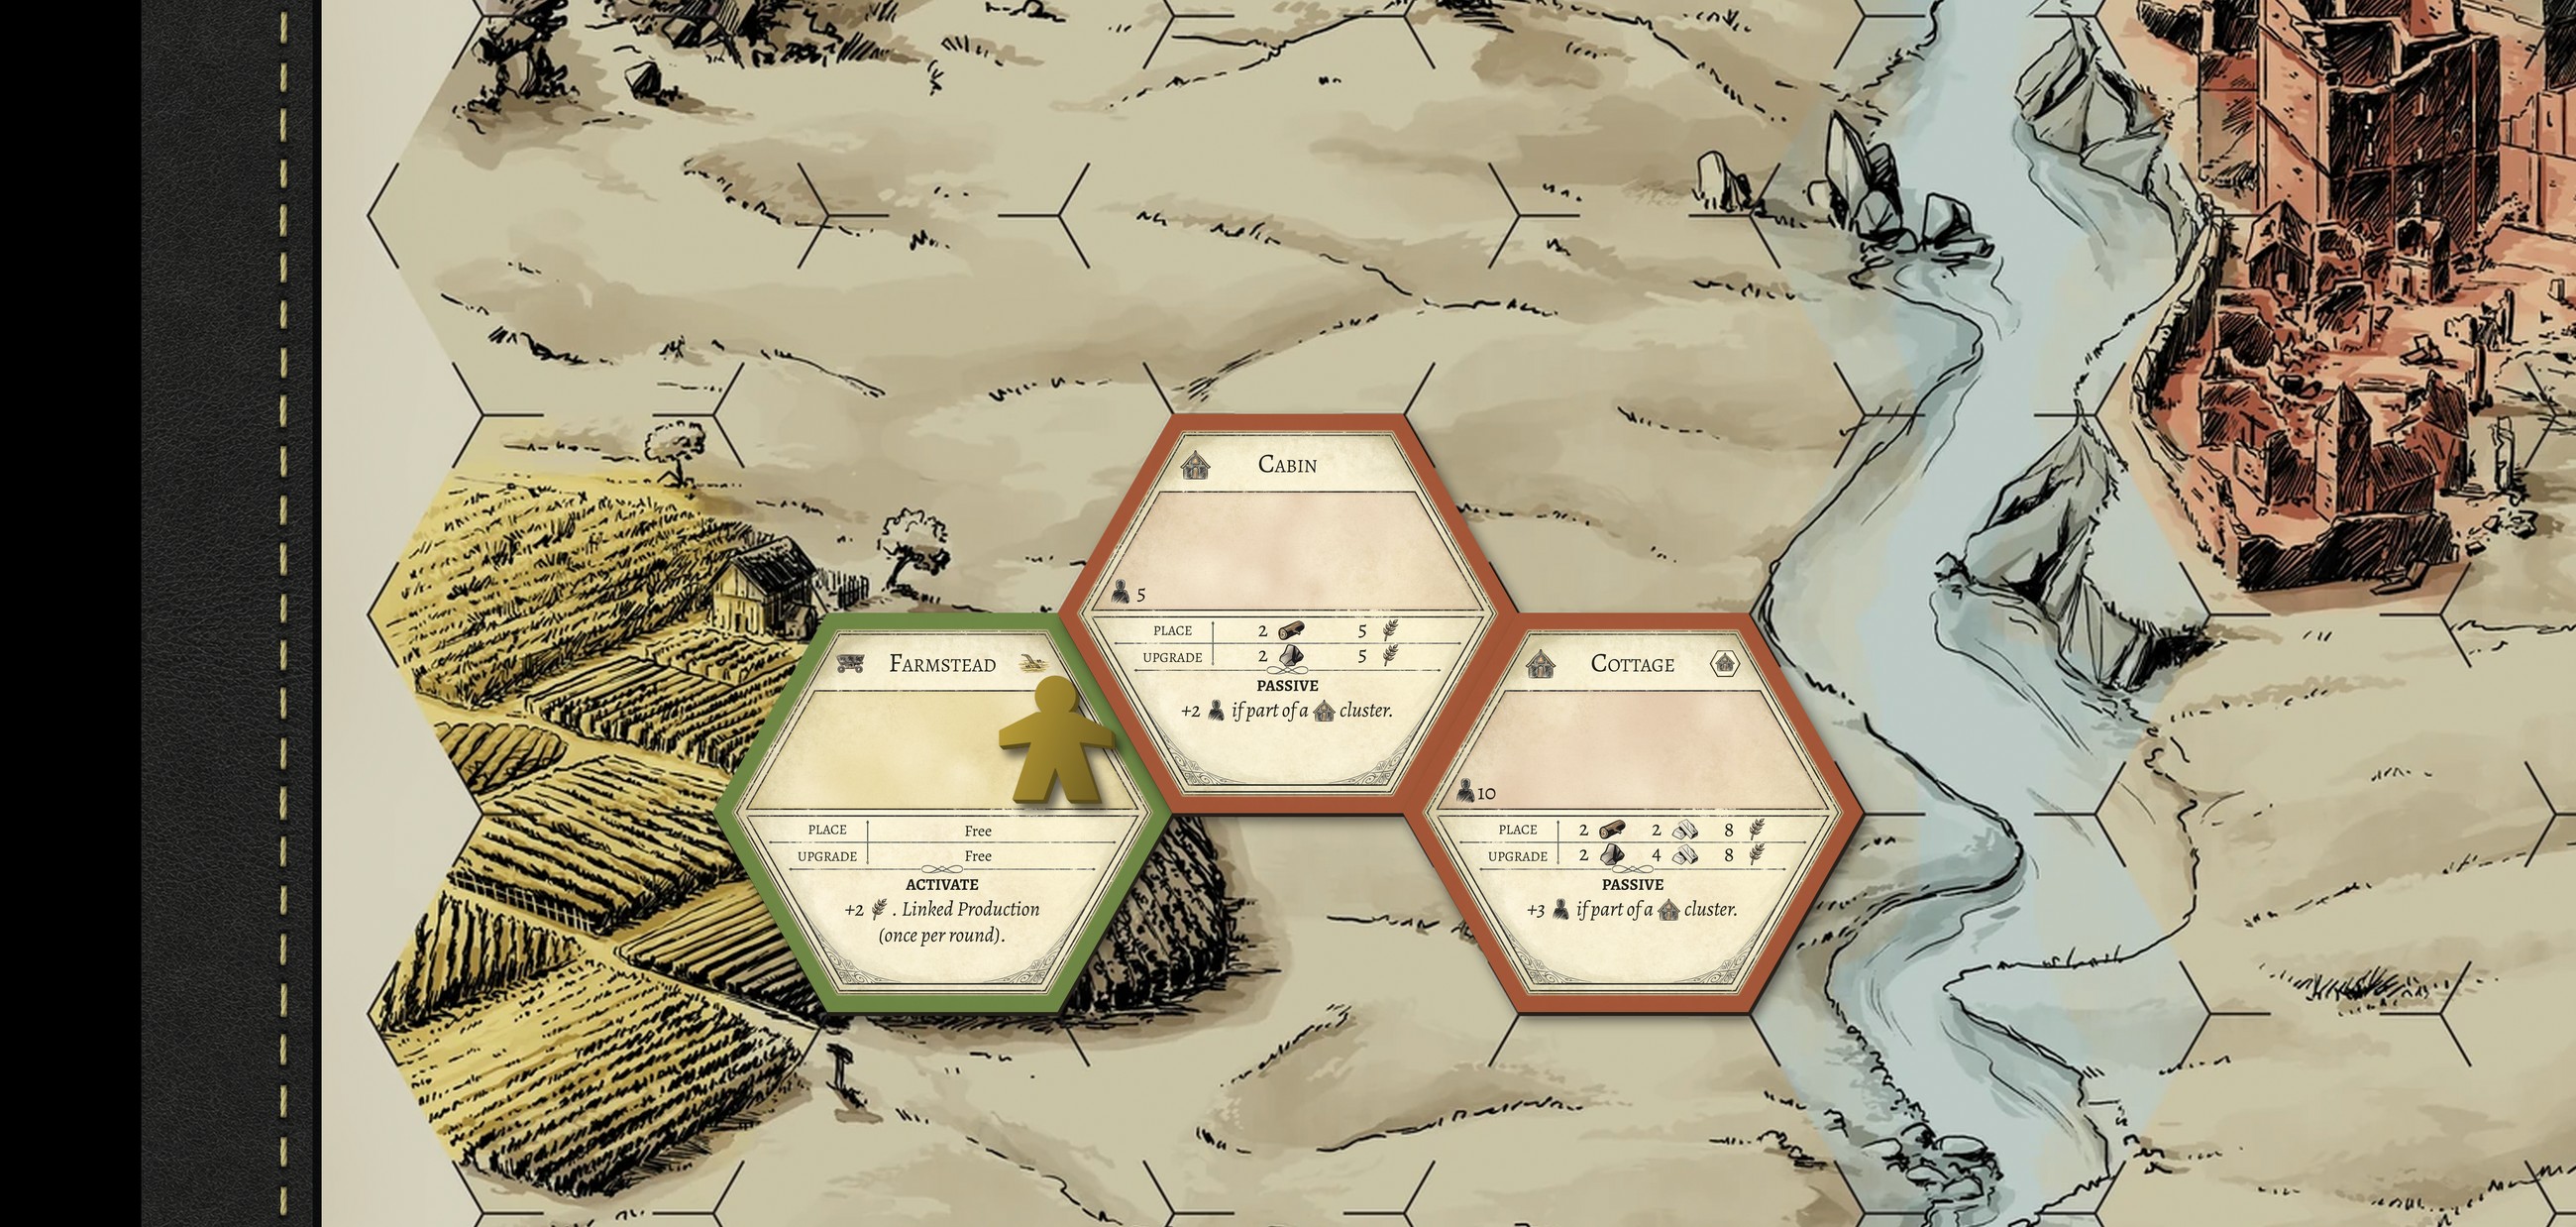 CABIN
5
PLACE 2 5
UPGRADE 2 5
PASSIVE
+2 if part of a cluster.
FARMSTEAD
PLACE Free
UPGRADE Free
ACTIVATE
+2 . Linked Production
(once per round).
COTTAGE
10
PLACE 2 2 8
UPGRADE 2 4 8
PASSIVE
+3 if part of a cluster.